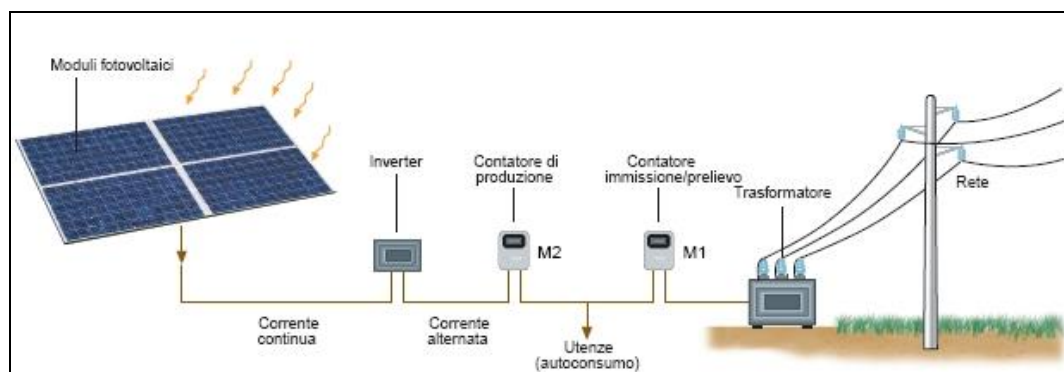 Moduli fotovoltaici
Inverter
Contatore di
produzione
Contatore
immissione/prelievo
Trasformatore
Rete
M2
M1
Corrente
continua
Corrente
alternata
Utenze
(autoconsumo)